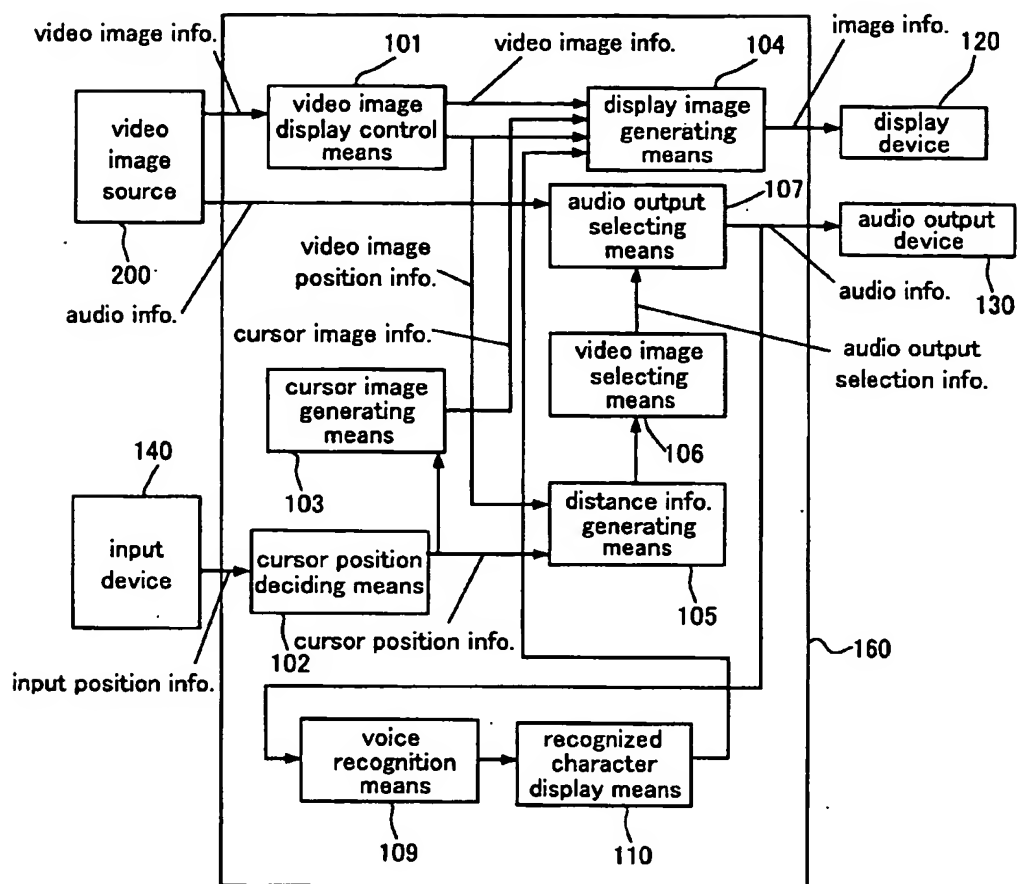 video image info.
101
video image info.
104
image info.
120
video
image
source
video image
display control
means
display image
generating
means
display
device
107
audio output
selecting
means
audio output
device
200
video image
position info.
audio info.
audio info.
130
cursor image info.
video image
selecting
means
audio output
selection info.
cursor image
generating
means
106
140
103
distance info.
generating
means
input
device
cursor position
deciding means
105
102
cursor position info.
160
input position info.
voice
recognition
means
recognized
character
display means
109
110